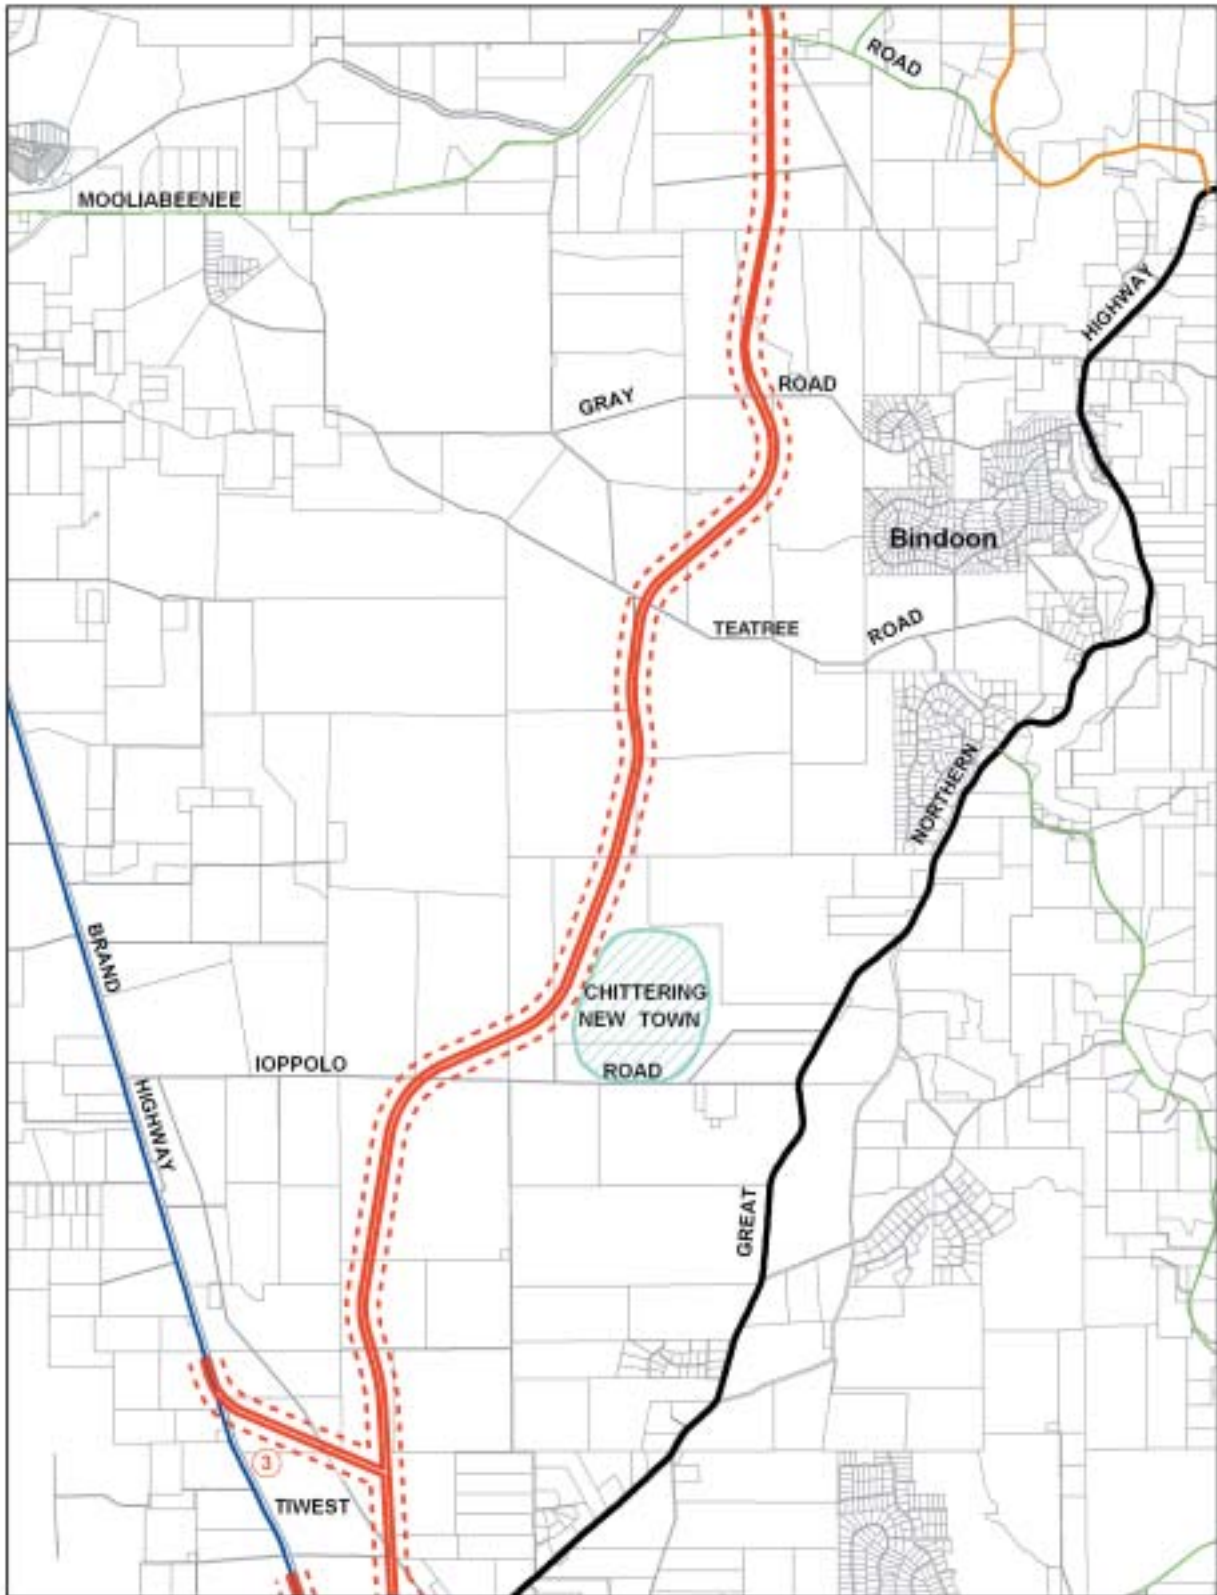 ROAD
MOOLIABEENEE
HIGHWAY
ROAD
GRAY
Bindoon
TEATREE
ROAD
NORTHERN
BRAND
CHITTERING
NEW TOWN
IOPPOLO
ROAD
HIGHWAY
GREAT
3
TIWEST